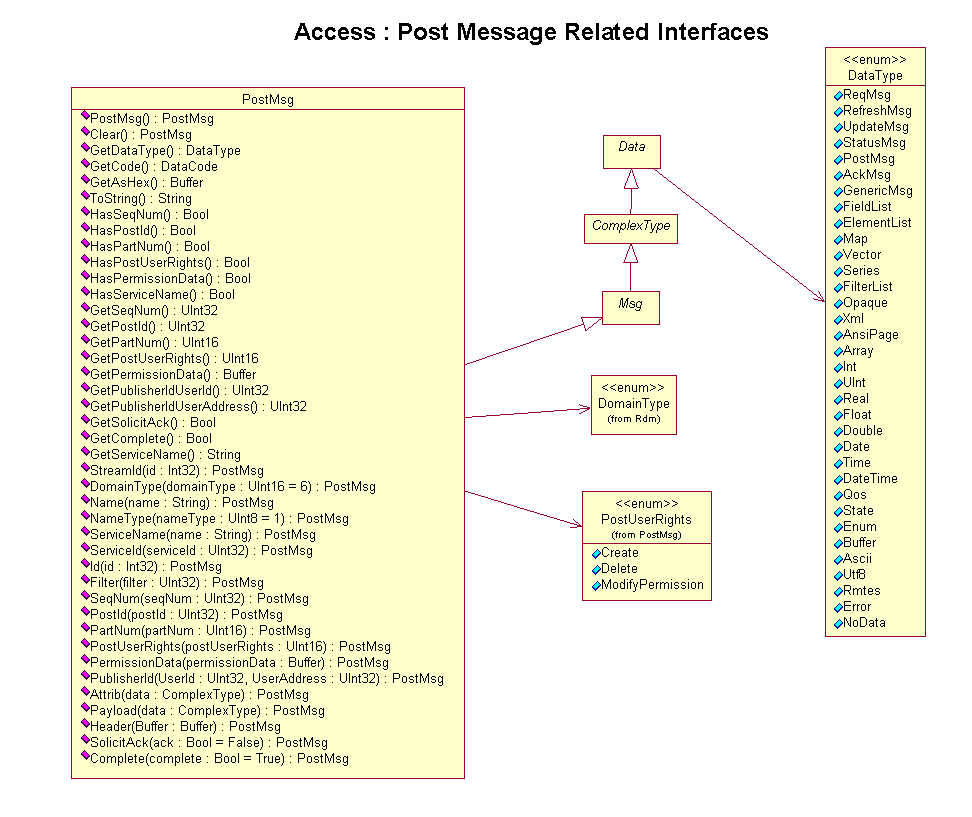 Access : Post Message Related Interfaces
PostMsg
PostMsg() : PostMsg
Clear() : PostMsg
GetDataType() : DataType
GetCode() : DataCode
GetAsHex() : Buffer
ToString() : String
HasSeqNum() : Bool
HasPostId() : Bool
HasPartNum() : Bool
HasPostUserRights() : Bool
HasPermissionData() : Bool
HasServiceName() : Bool
GetSeqNum() : UInt32
GetPostId() : UInt32
GetPartNum() : UInt16
GetPostUserRights() : UInt16
GetPermissionData() : Buffer
GetPublisherIdUserId() : UInt32
GetPublisherIdUserAddress() : UInt32
GetSolicitAck() : Bool
GetComplete() : Bool
GetServiceName() : String
StreamId(id : Int32) : PostMsg
DomainType(domainType : UInt16 = 6) : PostMsg
Name(name : String) : PostMsg
NameType(nameType : UInt8 = 1) : PostMsg
ServiceName(name : String) : PostMsg
ServiceId(serviceId : UInt32) : PostMsg
Id(id : Int32) : PostMsg
Filter(filter : UInt32) : PostMsg
SeqNum(seqNum : UInt32) : PostMsg
PostId(postId : UInt32) : PostMsg
PartNum(partNum : UInt16) : PostMsg
PostUserRights(postUserRights : UInt16) : PostMsg
PermissionData(permissionData : Buffer) : PostMsg
PublisherId(UserId : UInt32, UserAddress : UInt32) : PostMsg
Attrib(data : ComplexType) : PostMsg
Payload(data : ComplexType) : PostMsg
Header(Buffer : Buffer) : PostMsg
SolicitAck(ack : Bool = False) : PostMsg
Complete(complete : Bool = True) : PostMsg
Data
ComplexType
Msg
<<enum>>
DomainType
(from Rdm)
<<enum>>
PostUserRights
(from PostMsg)
Create
Delete
ModifyPermission
<<enum>>
DataType
ReqMsg
RefreshMsg
UpdateMsg
StatusMsg
PostMsg
AckMsg
GenericMsg
FieldList
ElementList
Map
Vector
Series
FilterList
Opaque
Xml
AnsiPage
Array
Int
UInt
Real
Float
Double
Date
Time
DateTime
Qos
State
Enum
Buffer
Ascii
Utf8
Rmtes
Error
NoData